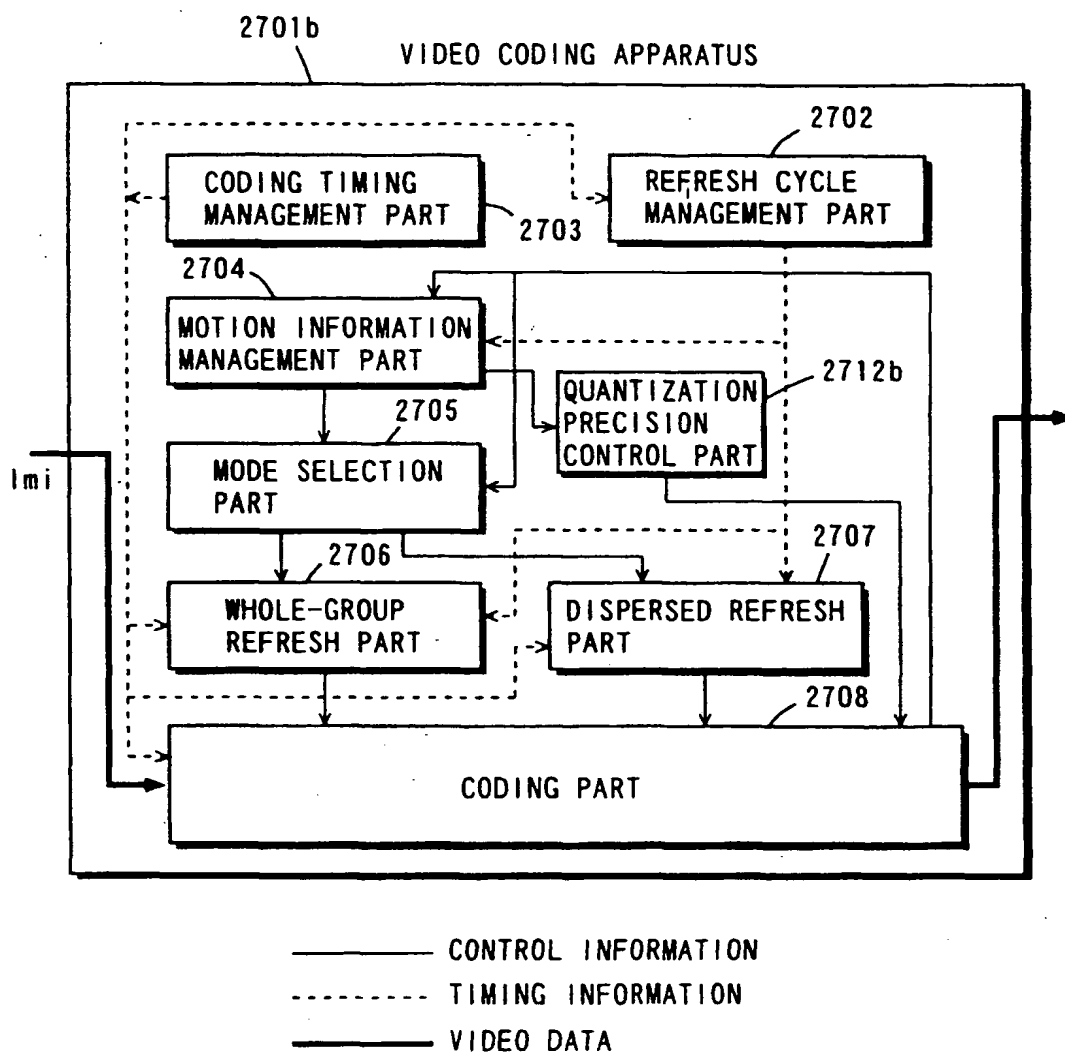 2701b
VIDEO CODING APPARATUS
2702
CODING TIMING
MANAGEMENT PART
2703
REFRESH CYCLE
MANAGEMENT PART
2704
MOTION INFORMATION
MANAGEMENT PART
2712b
QUANTIZATION
PRECISION
CONTROL PART
2705
MODE SELECTION
PART
Imi
2706
WHOLE-GROUP
REFRESH PART
2707
DISPERSED REFRESH
PART
2708
CODING PART
CONTROL INFORMATION
TIMING INFORMATION
VIDEO DATA